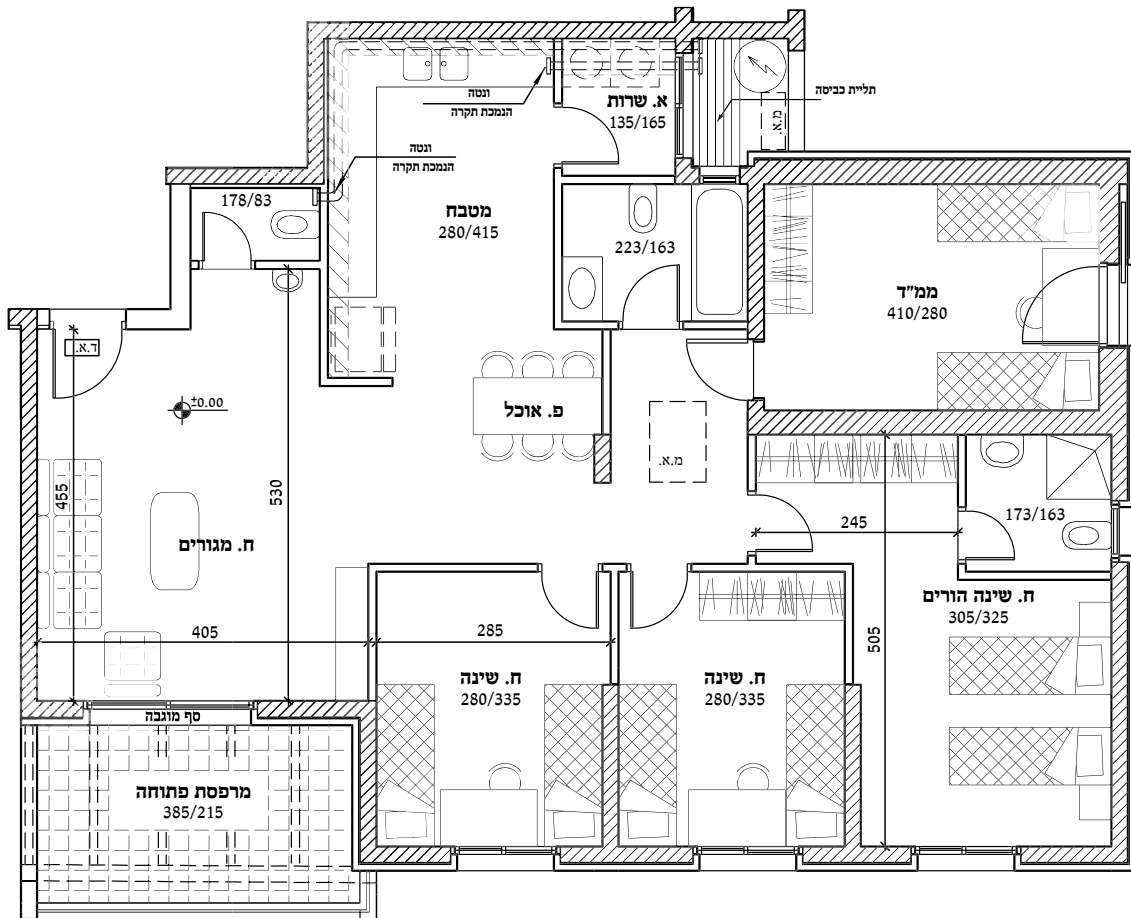 ונטה
הנמכת תקרה
א. שרות
135/165
תליית כביסה
מ.א.
ונטה
הנמכת תקרה
178/83
מטבח
280/415
223/163
ממ״ד
410/280
ד.א.
±0.00
פ. אוכל
מ.א.
455
530
ח. מגורים
245
173/163
ח. שינה הורים
305/325
405
285
505
ח. שינה
280/335
ח. שינה
280/335
סף מוגבה
מרפסת פתוחה
385/215